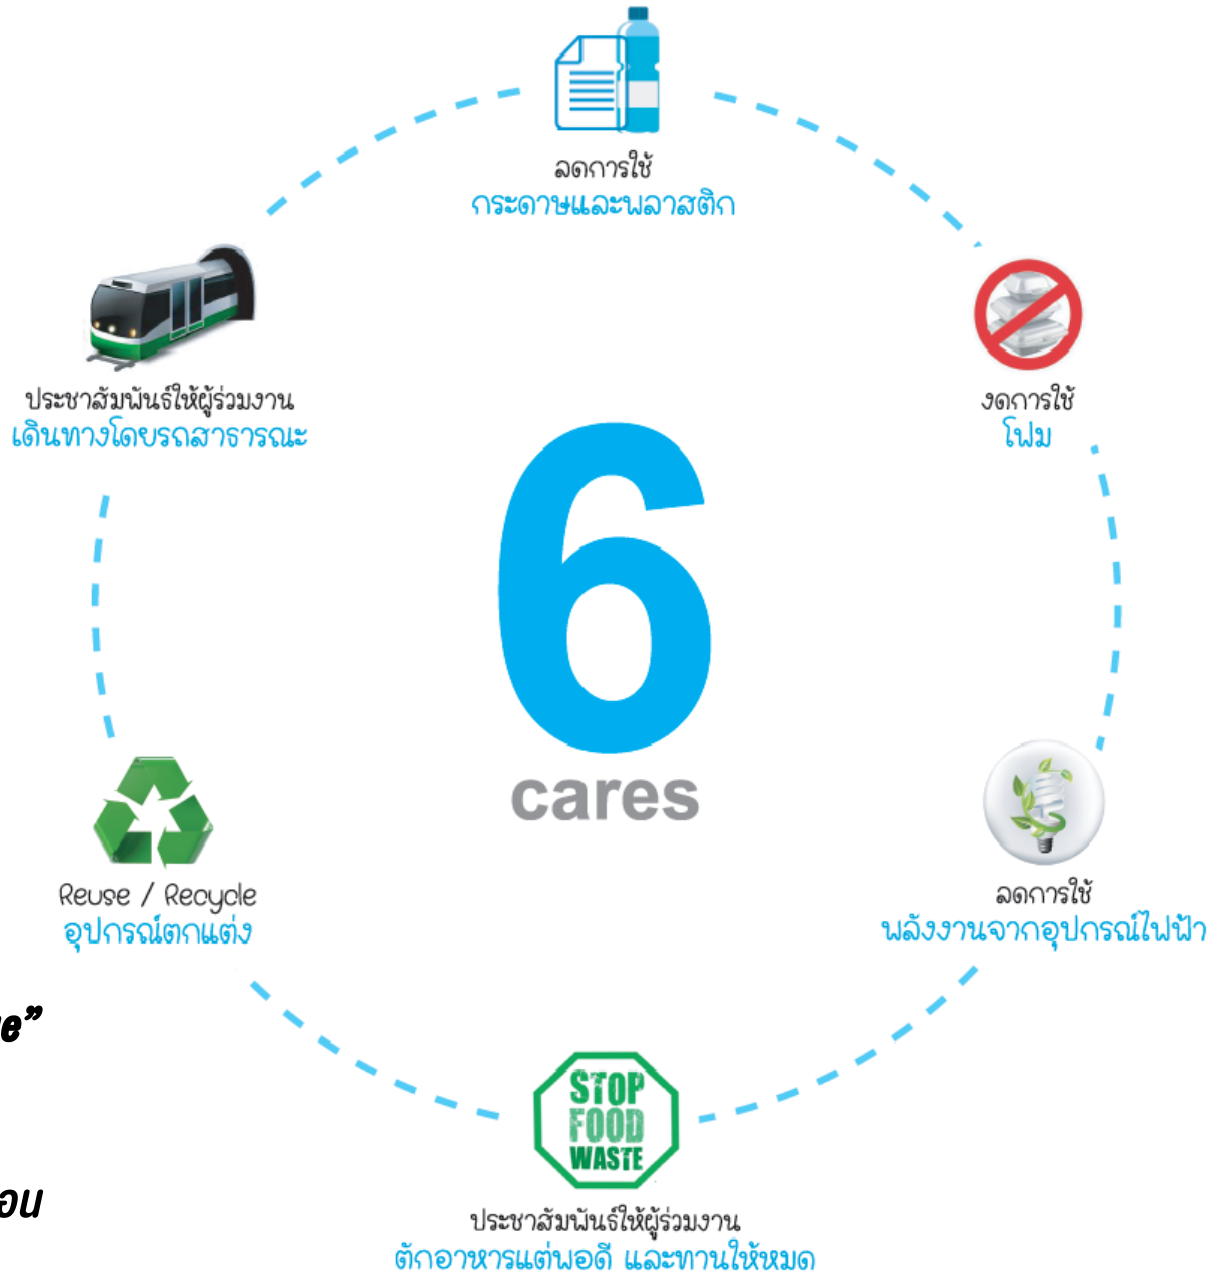 ลดการใช้
กระดาษและพลาสติก
ประชาสัมพันธ์ให้ผู้ร่วมงาน
เดินทางโดยรถสาธารณะ
งดการใช้
โฟม
6
cares
Reuse / Recycle
อุปกรณ์ตกแต่ง
ลดการใช้
พลังงานจากอุปกรณ์ไฟฟ้า
STOP
FOOD
WASTE
ประชาสัมพันธ์ให้ผู้ร่วมงาน
ตักอาหารแต่พอดี และทานให้หมด